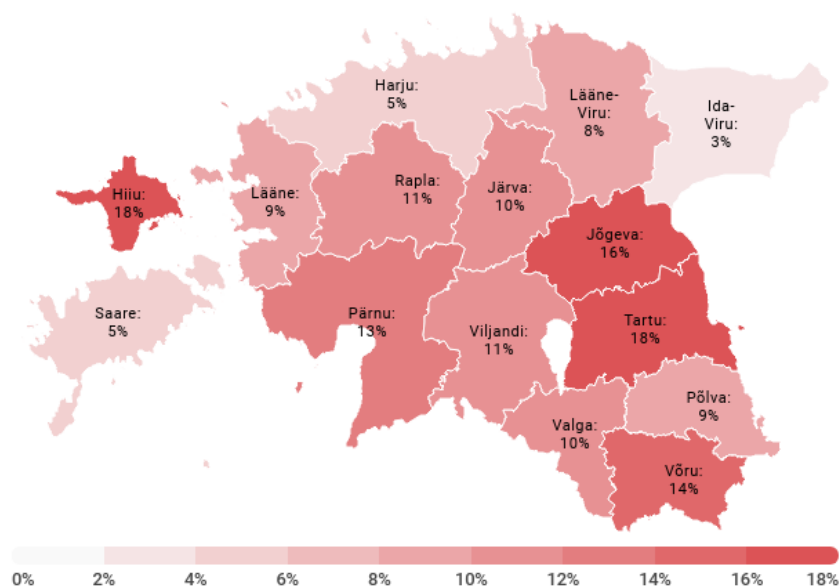 Harju:
5%
Lääne-
Viru:
8%
Ida-
Viru:
3%
Hiiu:
18%
Lääne:
9%
Rapla:
11%
Järva:
10%
Jõgeva:
16%
Saare:
5%
Pärnu:
13%
Viljandi:
11%
Tartu:
18%
Põlva:
9%
Valga:
10%
Võru:
14%
0% 2% 4% 6% 8% 10% 12% 14% 16% 18%